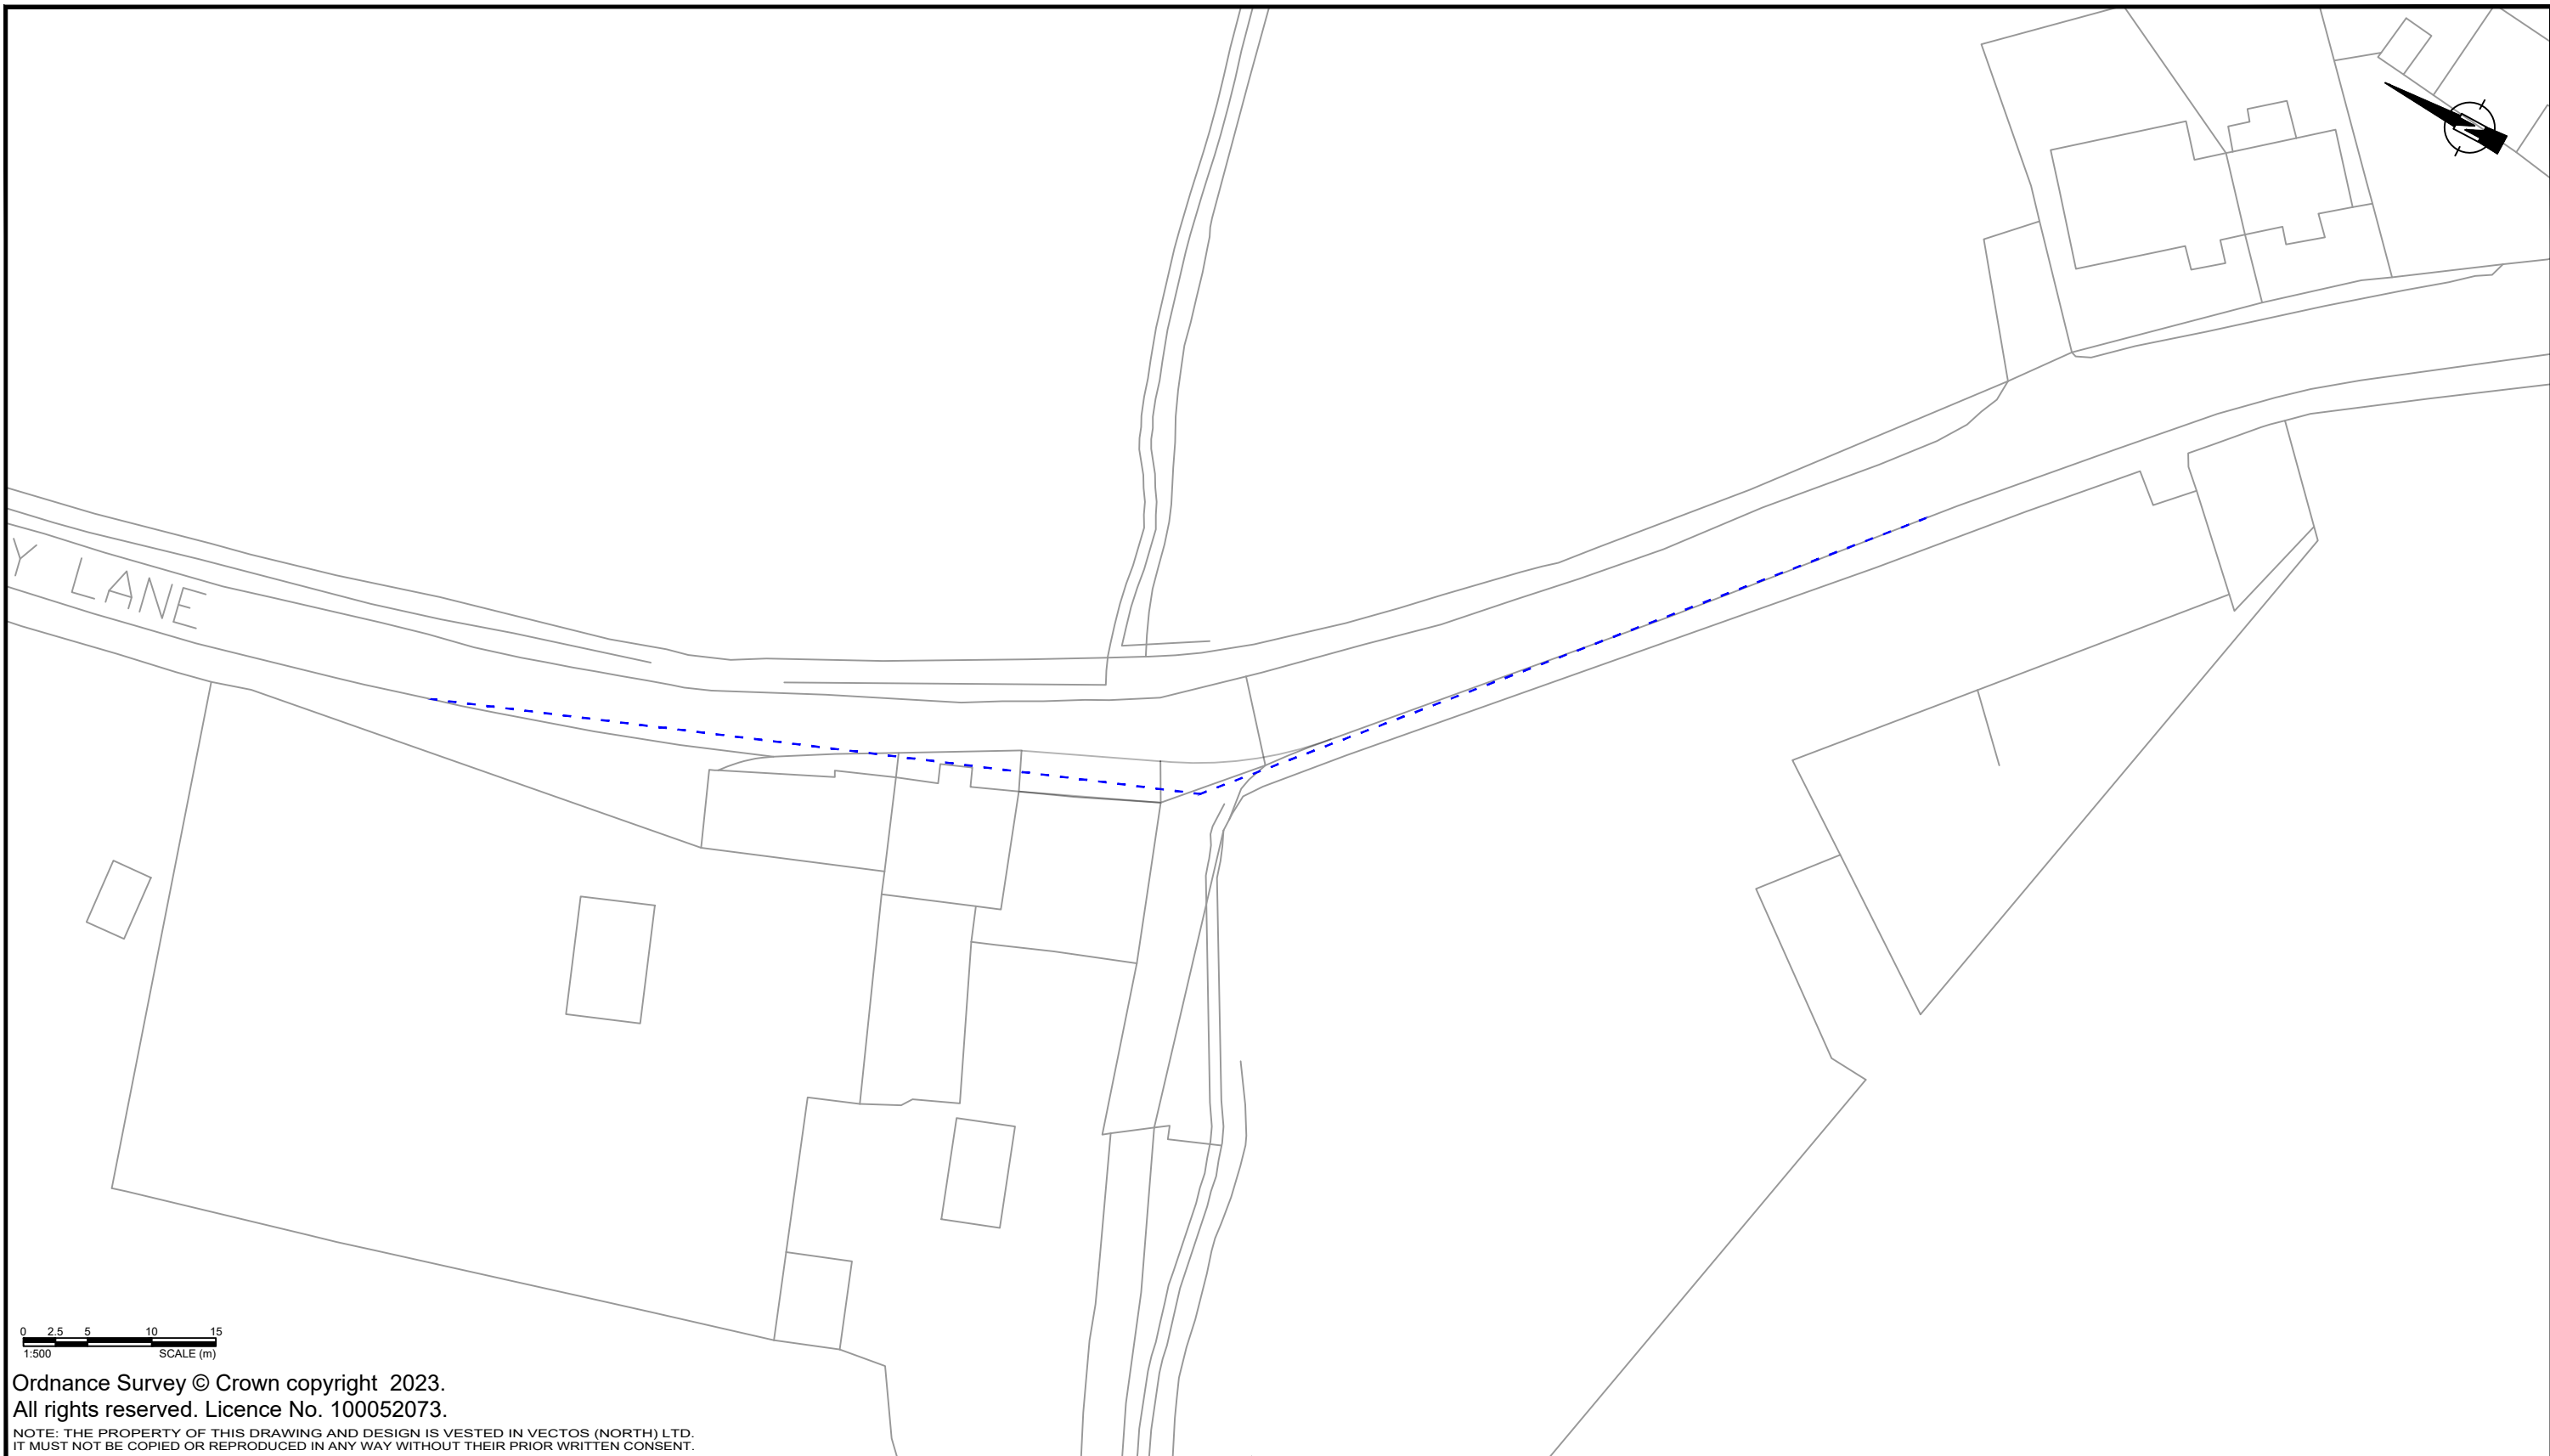 Y LANE
N
0 2.5 5 10 15
1:500 SCALE (m)
Ordnance Survey © Crown copyright 2023.
All rights reserved. Licence No. 100052073.
NOTE: THE PROPERTY OF THIS DRAWING AND DESIGN IS VESTED IN VECTOS (NORTH) LTD.
IT MUST NOT BE COPIED OR REPRODUCED IN ANY WAY WITHOUT THEIR PRIOR WRITTEN CONSENT.